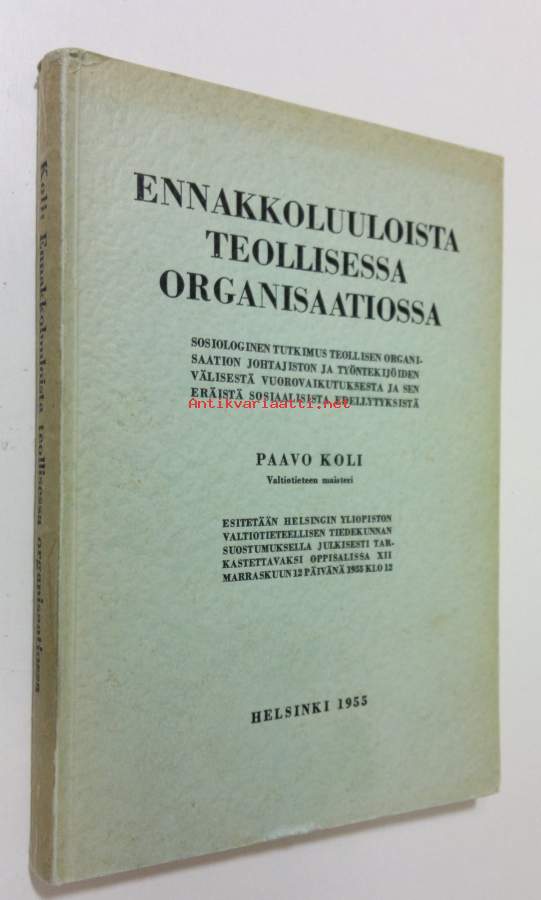 Koli: Ennakkoluuloista teollisessa organisaatiossa
ENNAKKOLUULOISTA
TEOLLISESSA
ORGANISAATIOSSA
SOSIOLOGINEN TUTKIMUS TEOLLISEN ORGANI-
SAATION JOHTAJISTON JA TYÖNTEKIJÖIDEN
VÄLISESTÄ VUOROVAIKUTUKSESTA JA SEN
ERÄISTÄ SOSIAALISISTA EDELLYTYKSISTÄ
Antikvariaatti.net
PAAVO KOLI
Valtiotieteen maisteri
ESITETÄÄN HELSINGIN YLIOPISTON
VALTIOTIETEELLISEN TIEDEKUNNAN
SUOSTUMUKSELLA JULKISESTI TAR-
KASTETTAVAKSI OPPISALISSA XII
MARRASKUUN 12 PÄIVÄNÄ 1955 KLO 12
HELSINKI 1955